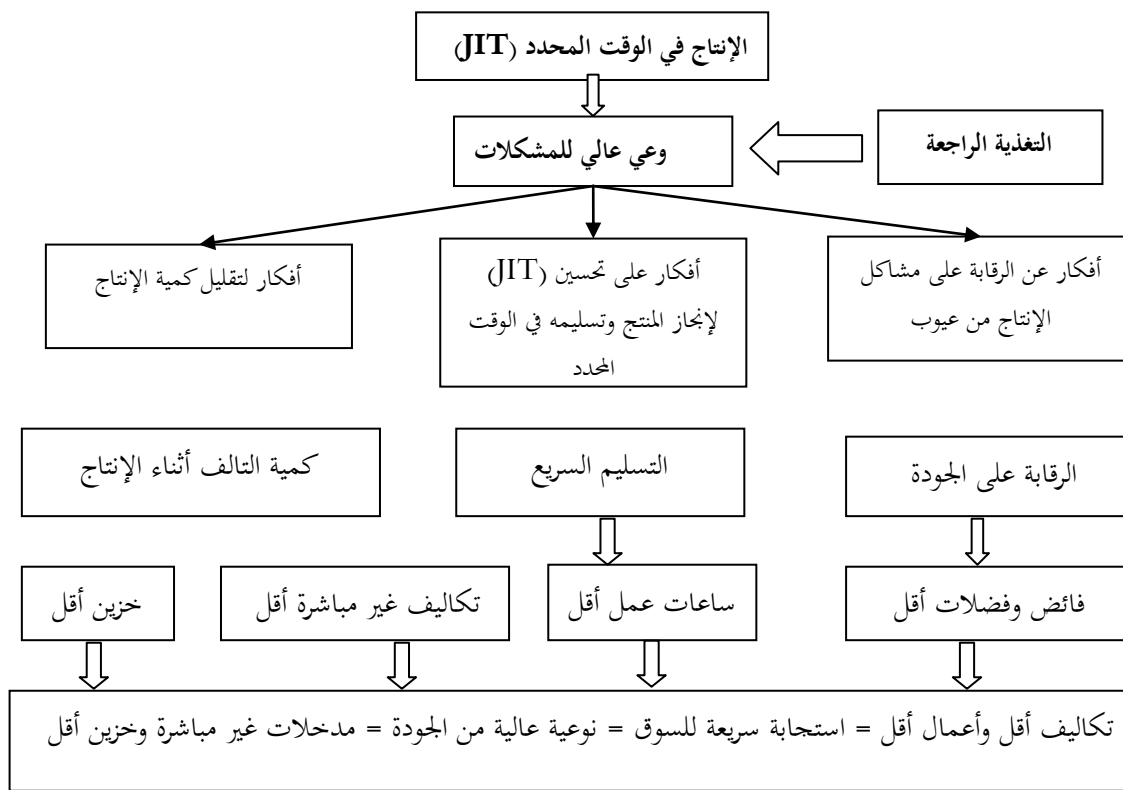 الإنتاج في الوقت المحدد (JIT)
وعي عالي للمشكلات
التغذية الراجعة
أفكار عن الرقابة على مشاكل
الإنتاج من عيوب
أفكار على تحسين (JIT)
لإنجاز المنتج وتسليمه في الوقت
المحدد
أفكار لتقليل كمية الإنتاج
الرقابة على الجودة
التسليم السريع
كمية التالف أثناء الإنتاج
فائض وفضلات أقل
ساعات عمل أقل
تكاليف غير مباشرة أقل
خزين أقل
تكاليف أقل وأعمال أقل = استجابة سريعة للسوق = نوعية عالية من الجودة = مدخلات غير مباشرة وخزين أقل